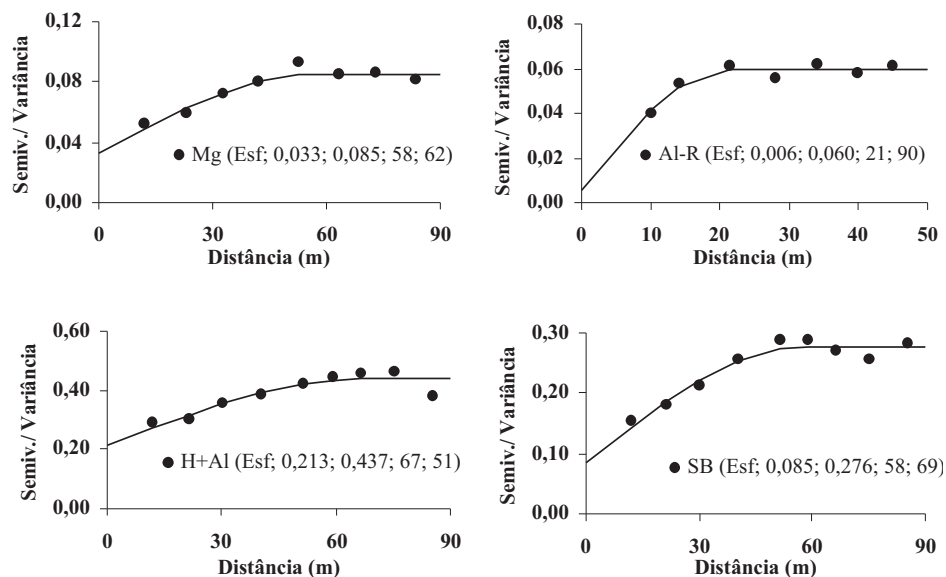 0,12
0,08
0,04
0,00
Semiv./ Variância
Mg (Esf; 0,033; 0,085; 58; 62)
0 30 60 90
Distância (m)
0,08
0,06
0,04
0,02
0,00
Semiv./ Variância
Al-R (Esf; 0,006; 0,060; 21; 90)
0 10 20 30 40 50
Distância (m)
0,60
0,40
0,20
0,00
Semiv./ Variância
H+Al (Esf; 0,213; 0,437; 67; 51)
0 30 60 90
Distância (m)
0,30
0,20
0,10
0,00
Semiv./ Variância
SB (Esf; 0,085; 0,276; 58; 69)
0 30 60 90
Distância (m)